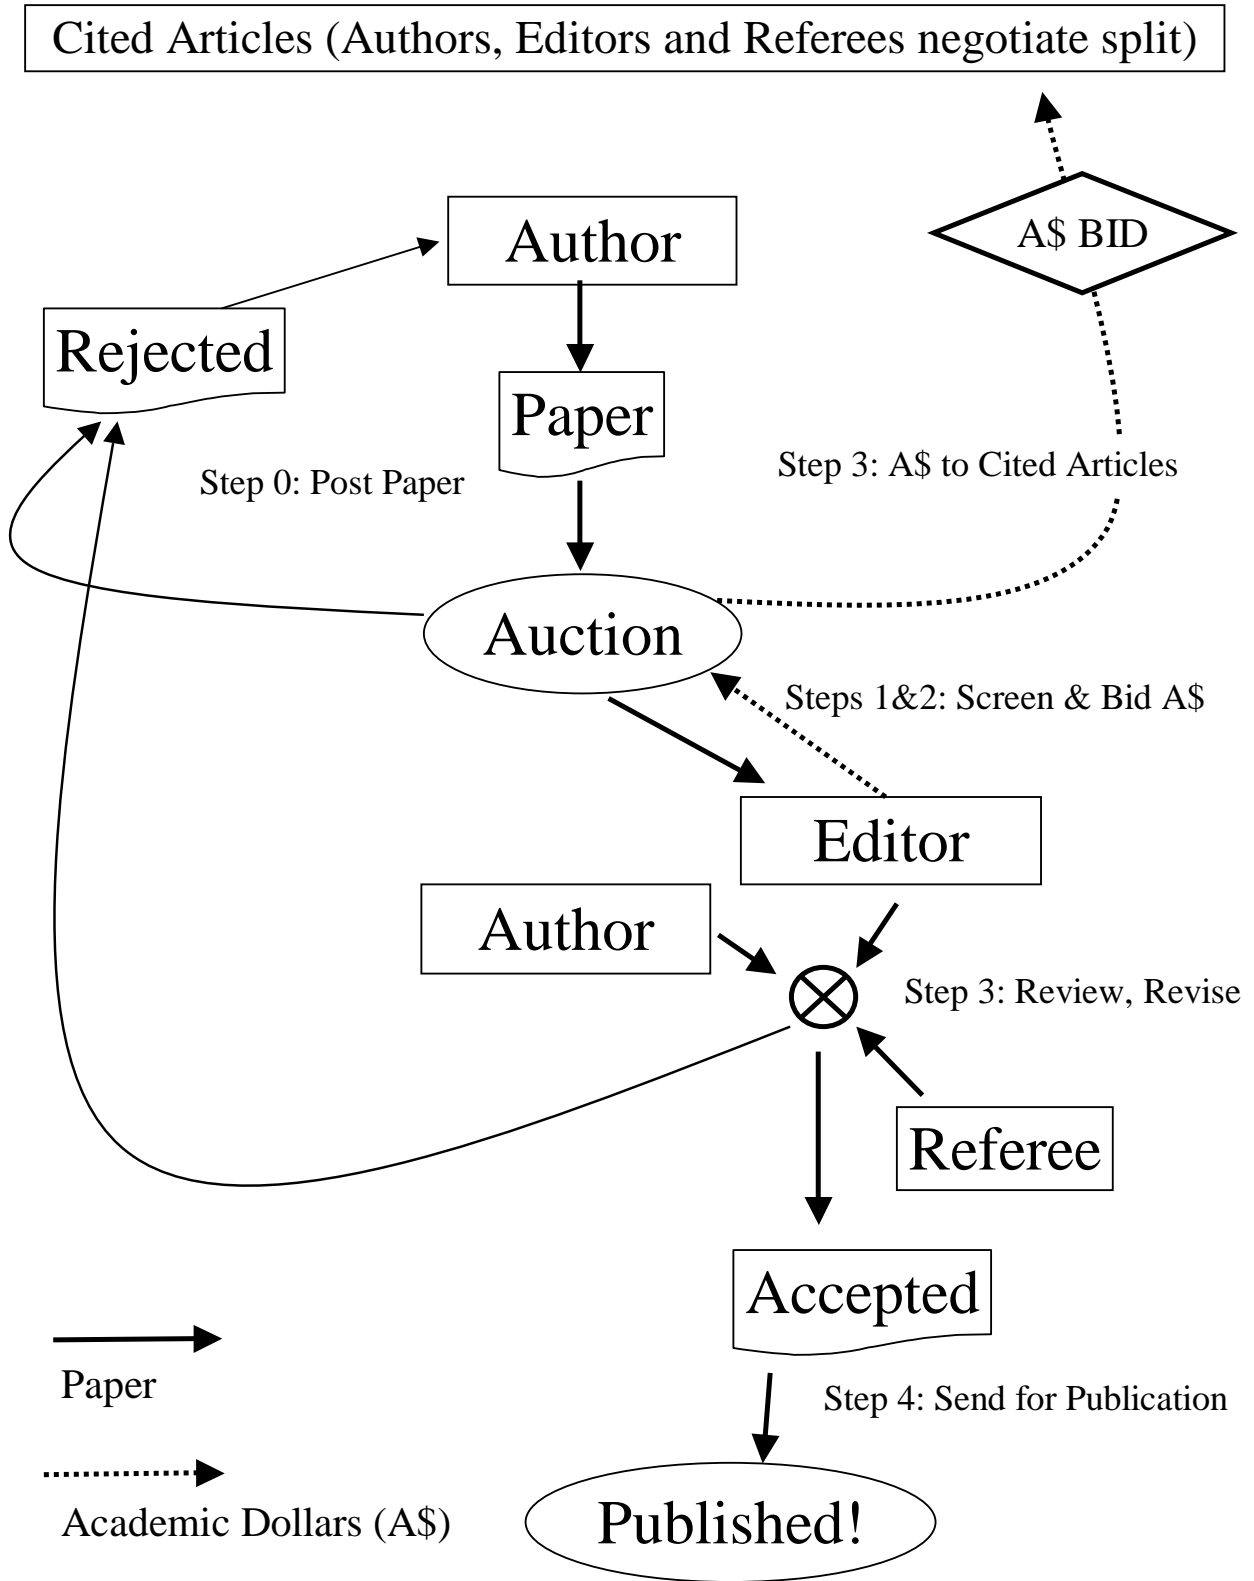 Cited Articles (Authors, Editors and Referees negotiate split)
A$ BID
Author
Rejected
Paper
Step 0: Post Paper
Step 3: A$ to Cited Articles
Auction
Steps 1&2: Screen & Bid A$
Editor
Author
Step 3: Review, Revise
Referee
Accepted
Paper
Step 4: Send for Publication
Academic Dollars (A$)
Published!